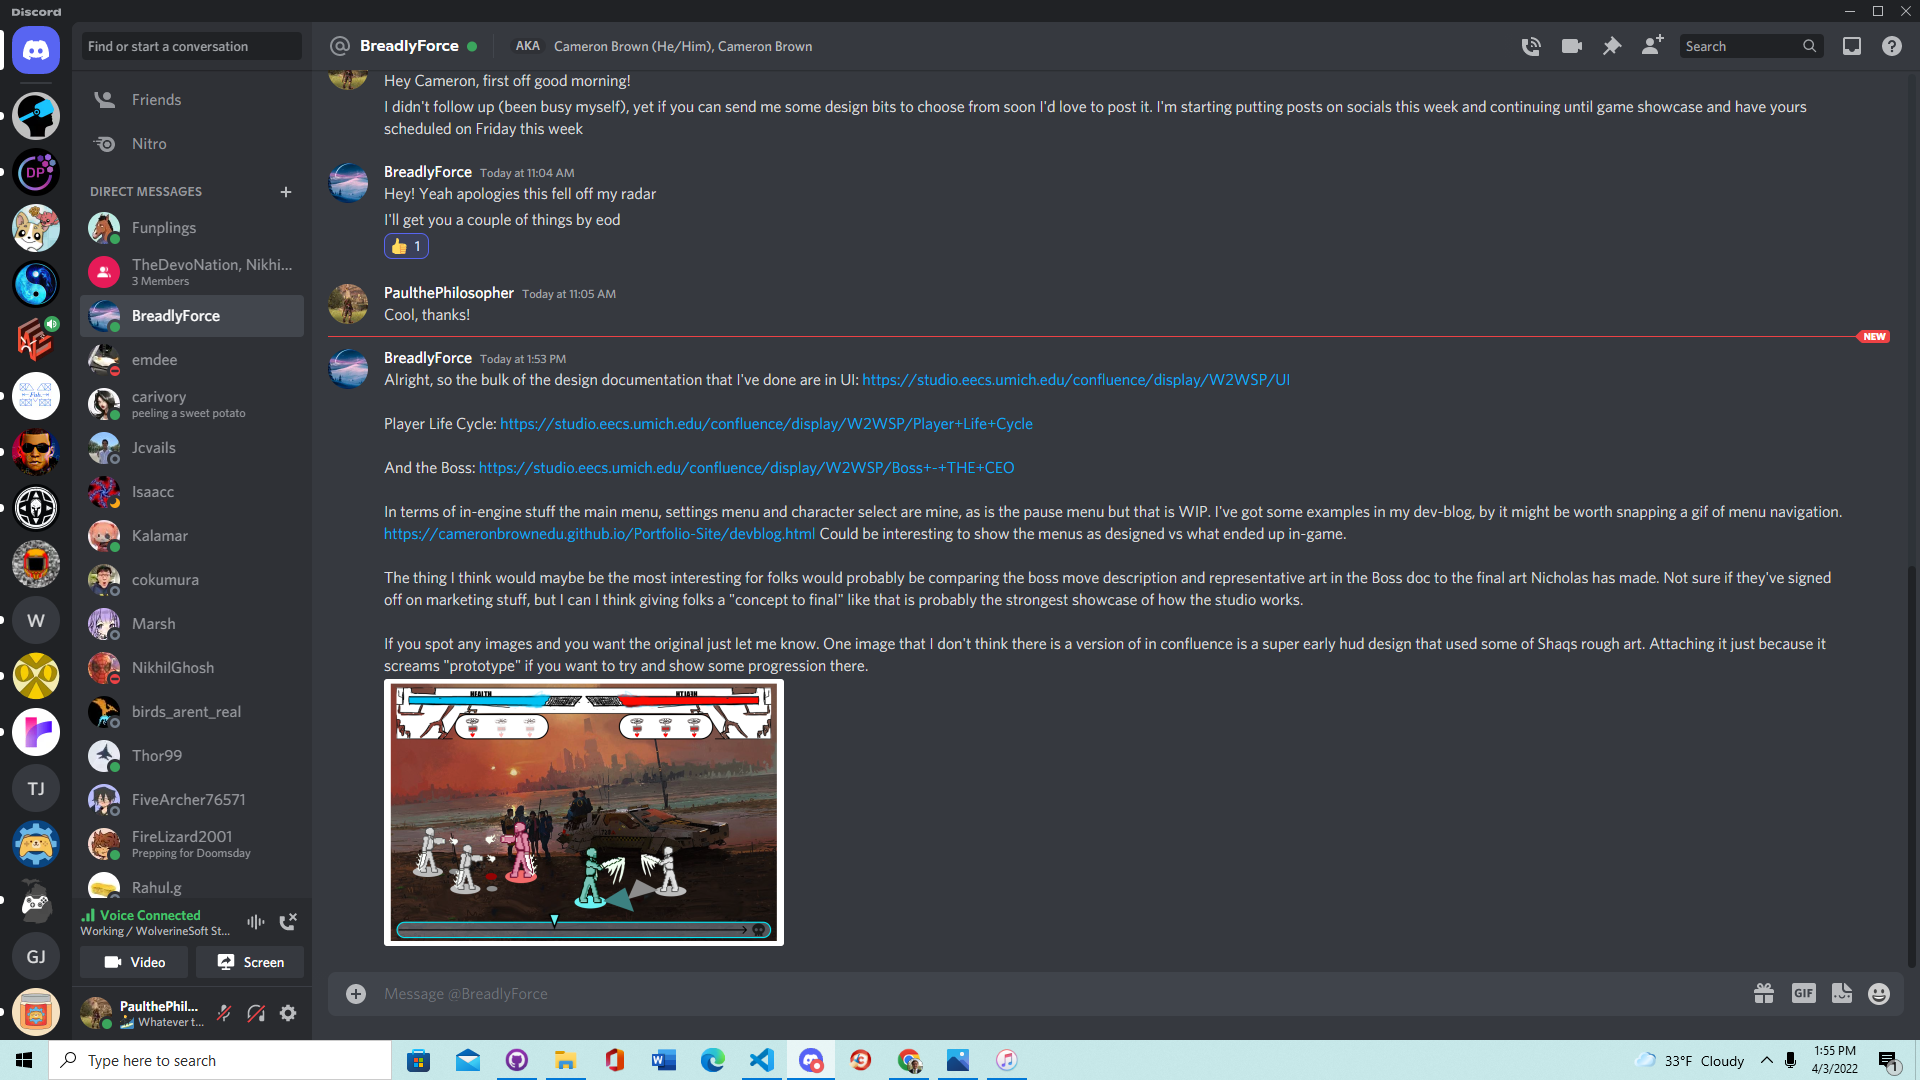 Discord
Find or start a conversation
BreadlyForce
AKA
Cameron Brown (He/Him), Cameron Brown
Search
Friends
Nitro
DIRECT MESSAGES
Funplings
TheDevoNation, Nikhi...
3 Members
BreadlyForce
emdee
carivory
peeling a sweet potato
Jcvails
Isaacc
Kalamar
cokumura
Marsh
NikhilGhosh
birds_arent_real
Thor99
FiveArcher76571
FireLizard2001
Prepping for Doomsday
Rahul.g
DP
W
TJ
GJ
Voice Connected
Working / WolverineSoft St...
Video
Screen
PaulthePhil...
Whatever t...
Hey Cameron, first off good morning!
I didn't follow up (been busy myself), yet if you can send me some design bits to choose from soon I'd love to post it. I'm starting putting posts on socials this week and continuing until game showcase and have yours
scheduled on Friday this week
BreadlyForce Today at 11:04 AM
Hey! Yeah apologies this fell off my radar
I'll get you a couple of things by eod
1
PaulthePhilosopher Today at 11:05 AM
Cool, thanks!
NEW
BreadlyForce Today at 1:53 PM
Alright, so the bulk of the design documentation that I've done are in UI: https://studio.eecs.umich.edu/confluence/display/W2WSP/UI
Player Life Cycle: https://studio.eecs.umich.edu/confluence/display/W2WSP/Player+Life+Cycle
And the Boss: https://studio.eecs.umich.edu/confluence/display/W2WSP/Boss+-+THE+CEO
In terms of in-engine stuff the main menu, settings menu and character select are mine, as is the pause menu but that is WIP. I've got some examples in my dev-blog, by it might be worth snapping a gif of menu navigation.
https://cameronbrownedu.github.io/Portfolio-Site/devblog.html Could be interesting to show the menus as designed vs what ended up in-game.
The thing I think would maybe be the most interesting for folks would probably be comparing the boss move description and representative art in the Boss doc to the final art Nicholas has made. Not sure if they've signed
off on marketing stuff, but I can I think giving folks a "concept to final" like that is probably the strongest showcase of how the studio works.
If you spot any images and you want the original just let me know. One image that I don't think there is a version of in confluence is a super early hud design that used some of Shaqs rough art. Attaching it just because it
screams "prototype" if you want to try and show some progression there.
HEALTH
Message @BreadlyForce
GIF
Type here to search
33°F Cloudy
1:55 PM
4/3/2022
1